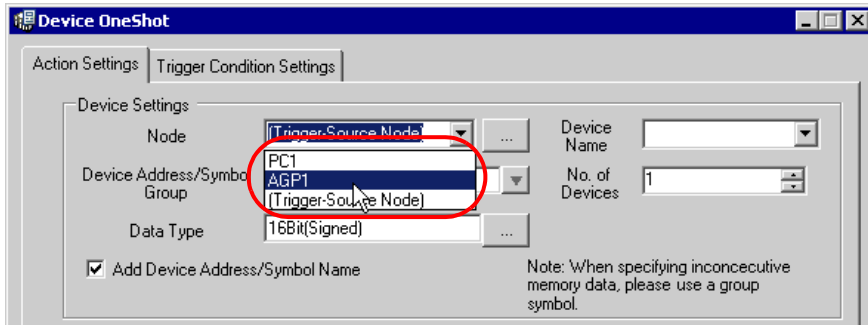 Device OneShot
Action Settings
Trigger Condition Settings
Device Settings
Node
(Trigger-Source Node)
...
Device Name
PC1
AGP1
(Trigger-Source Node)
Device Address/Symbo
Group
No. of Devices
1
Data Type
16Bit(Signed)
...
Add Device Address/Symbol Name
Note: When specifying inconcecutive
memory data, please use a group
symbol.